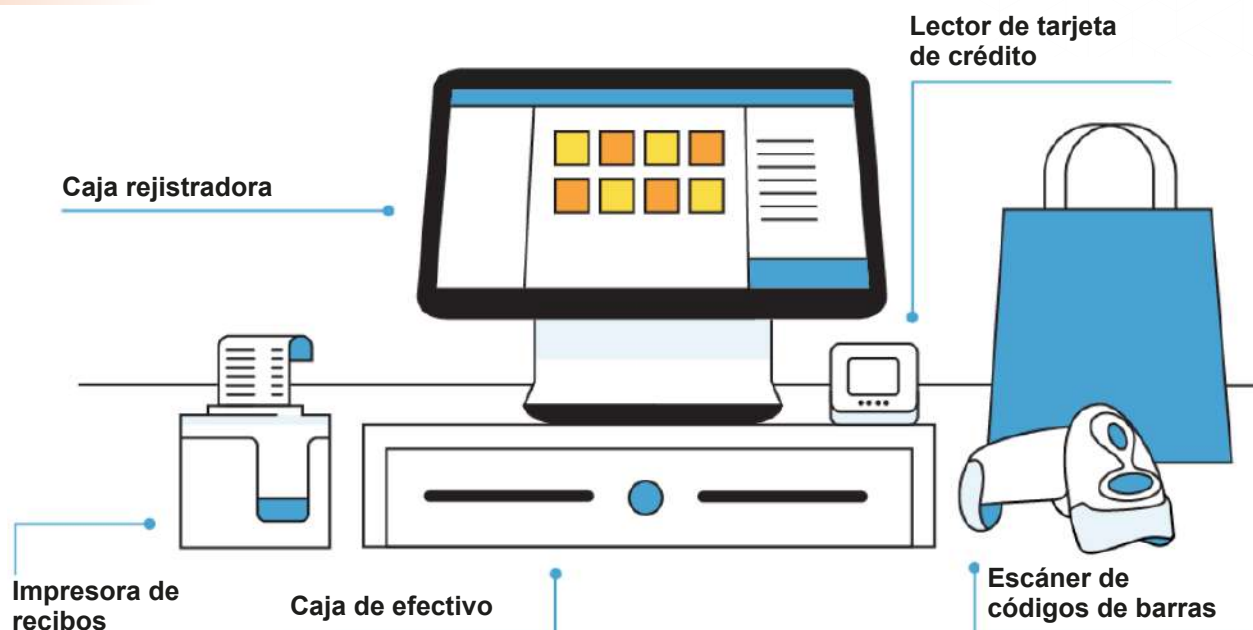 Lector de tarjeta
de crédito
Caja rejistradora
Impresora de
recibos
Caja de efectivo
Escáner de
códigos de barras